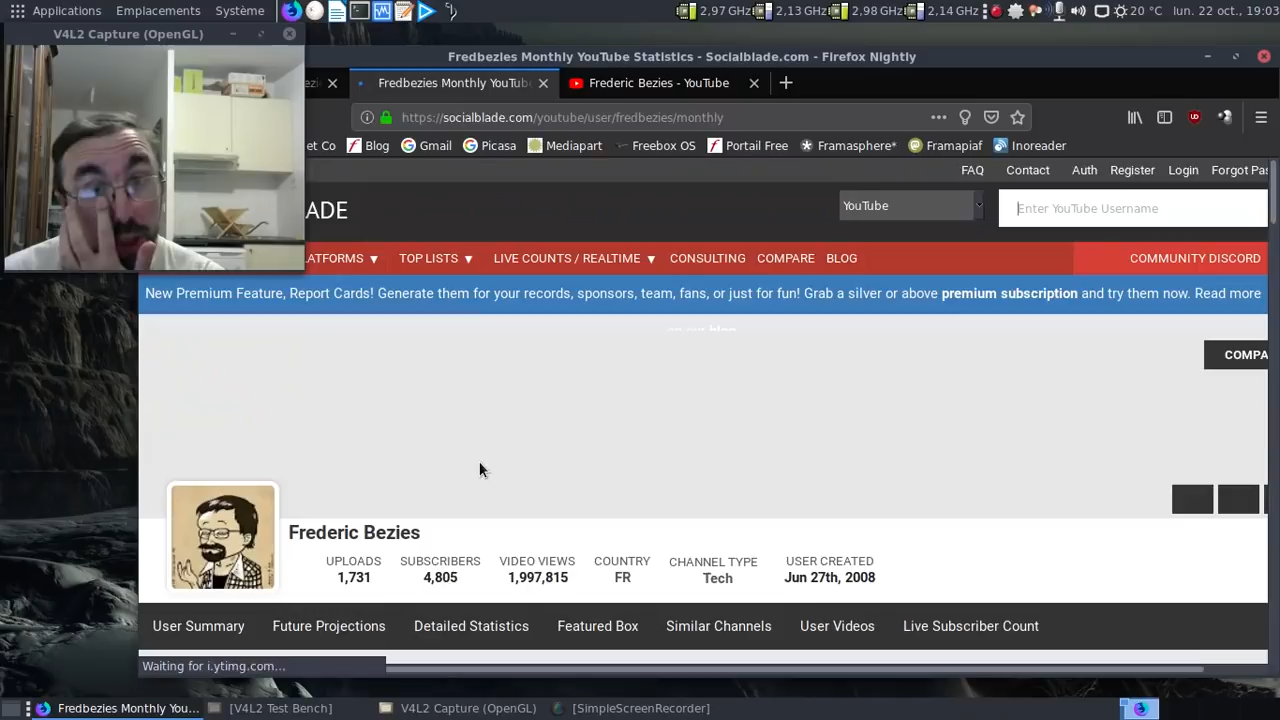 Applications Emplacements Système 2,97 GHz 2,13 GHz 2,98 GHz 2,14 GHz 20 °C lun. 22 oct., 19:03
V4L2 Capture (OpenGL)
Fredbezies Monthly YouTube Statistics - Socialblade.com - Firefox Nightly
Fredbezies Monthly YouTub Frederic Bezies - YouTube
https://socialblade.com/youtube/user/fredbezies/monthly
et Co Blog Gmail Picasa Mediapart Freebox OS Portail Free Framasphere* Framapiaf Inoreader
FAQ Contact Auth Register Login Forgot Pas
ADE YouTube Enter YouTube Username
LATFORMS ▼ TOP LISTS ▼ LIVE COUNTS / REALTIME ▼ CONSULTING COMPARE BLOG COMMUNITY DISCORD
New Premium Feature, Report Cards! Generate them for your records, sponsors, team, fans, or just for fun! Grab a silver or above premium subscription and try them now. Read more
on our blog
COMPA
Frederic Bezies
UPLOADS SUBSCRIBERS VIDEO VIEWS COUNTRY CHANNEL TYPE USER CREATED
1,731 4,805 1,997,815 FR Tech Jun 27th, 2008
User Summary Future Projections Detailed Statistics Featured Box Similar Channels User Videos Live Subscriber Count
Waiting for i.ytimg.com...
Fredbezies Monthly You... [V4L2 Test Bench] V4L2 Capture (OpenGL) [SimpleScreenRecorder]